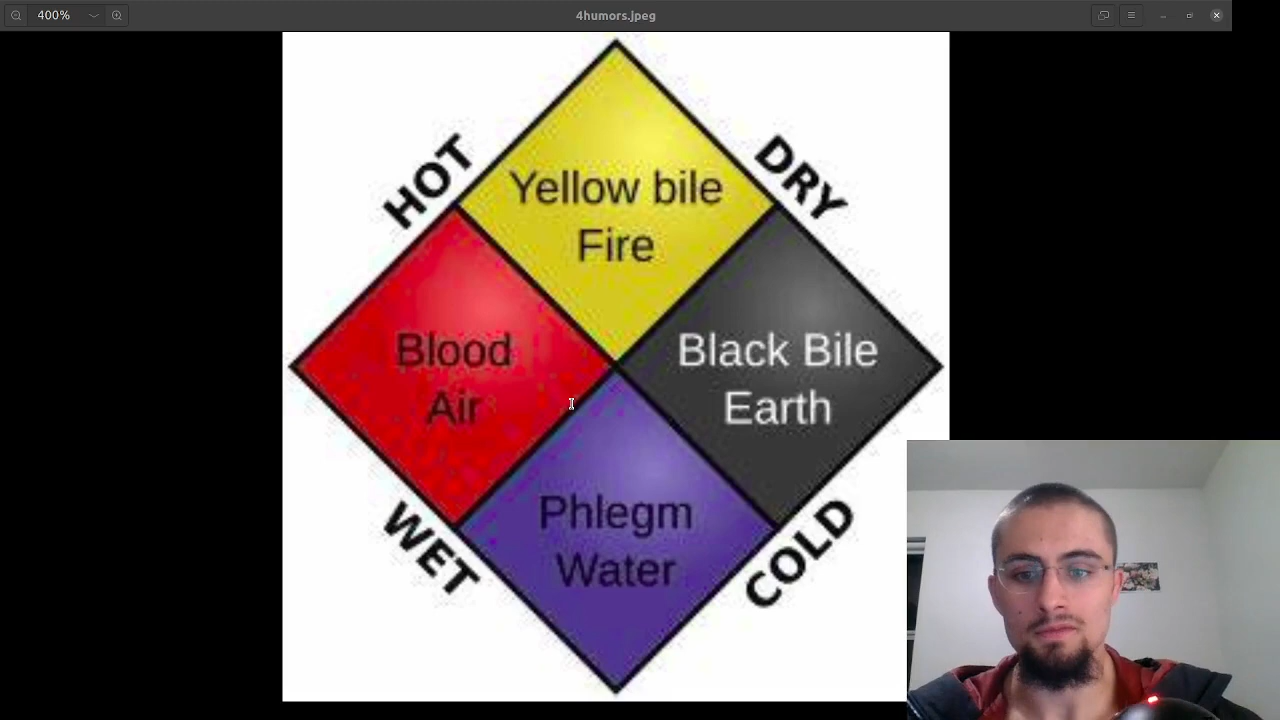 400%
4humors.jpeg
HOT
DRY
Yellow bile
Fire
Blood
Air
Black Bile
Earth
Phlegm
Water
WET
COLD